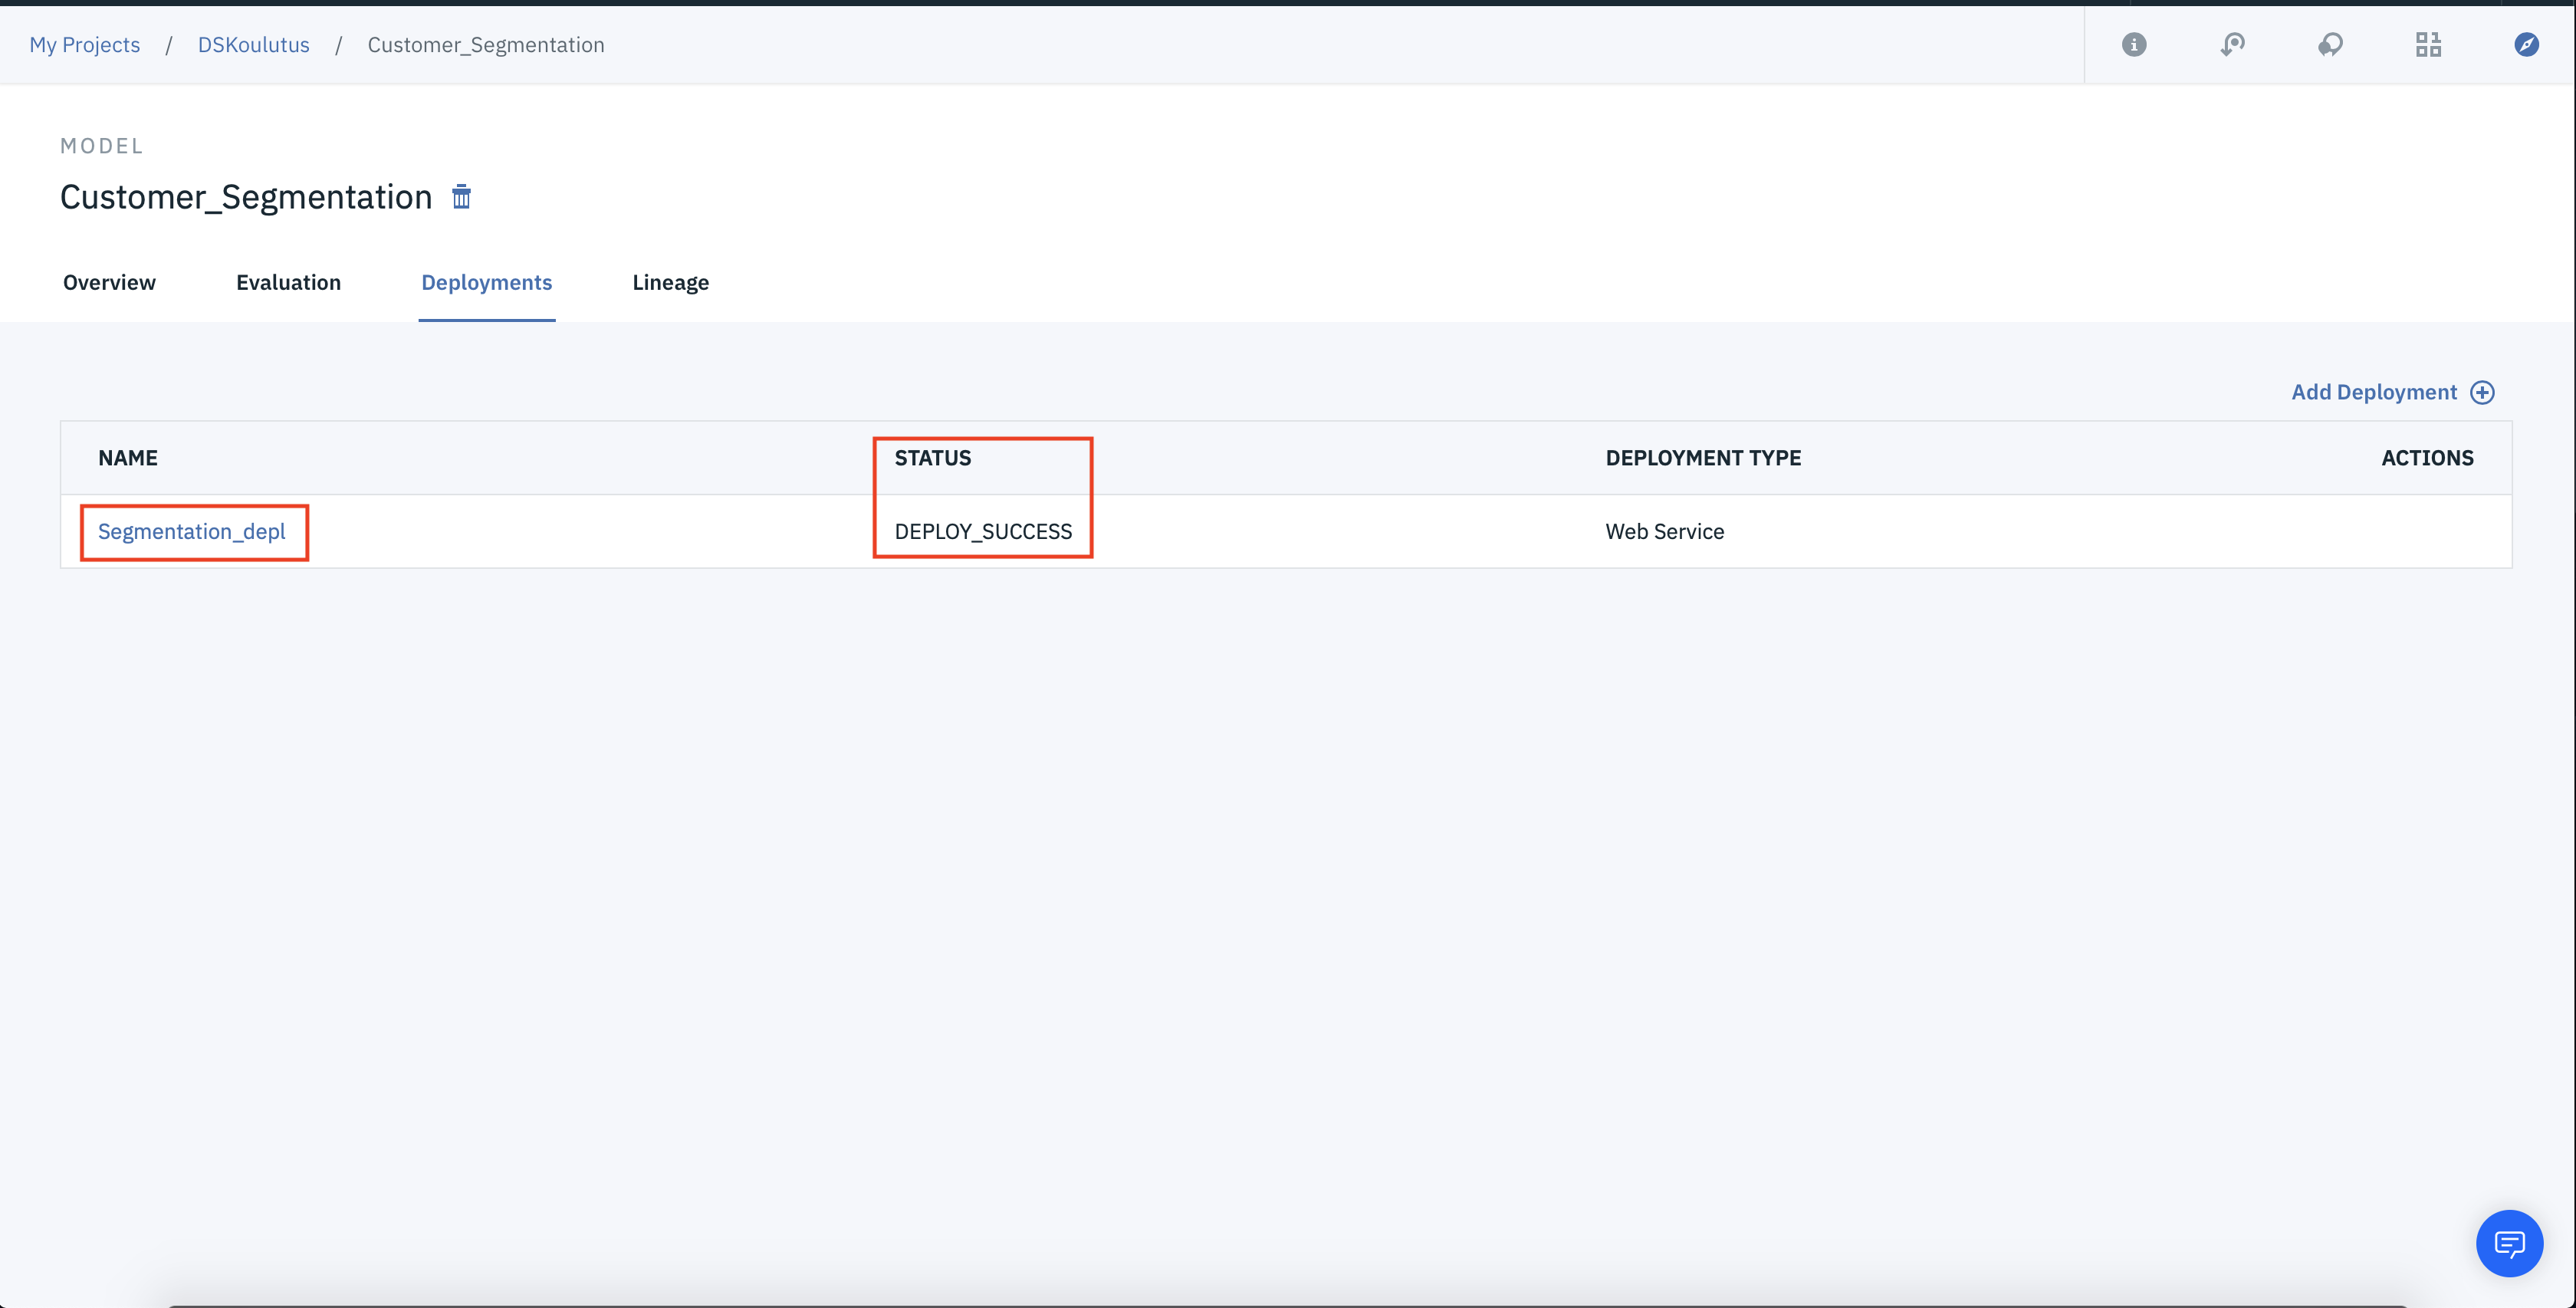 My Projects / DSKoulutus / Customer_Segmentation
MODEL
Customer_Segmentation
Overview Evaluation Deployments Lineage
Add Deployment
NAME STATUS DEPLOYMENT TYPE ACTIONS
Segmentation_depl DEPLOY_SUCCESS Web Service